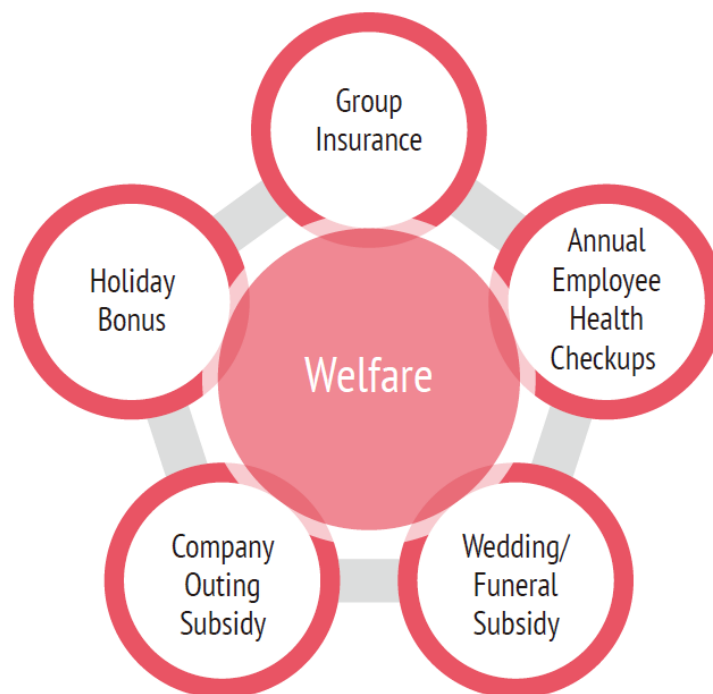 Group
Insurance
Annual
Employee
Health
Checkups
Holiday
Bonus
Welfare
Company
Outing
Subsidy
Wedding/
Funeral
Subsidy